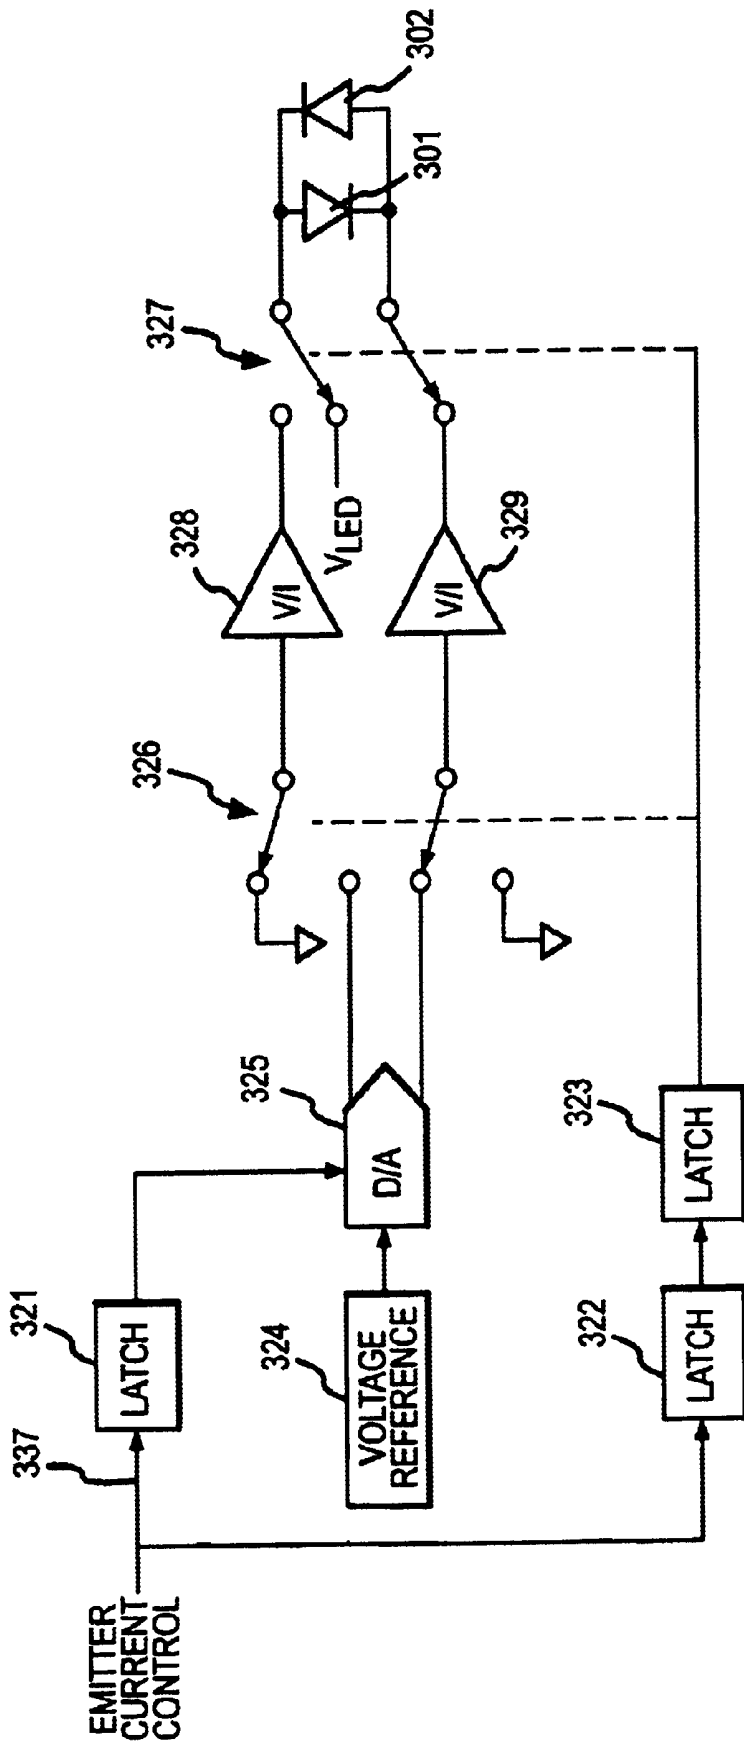 EMITTER
CURRENT
CONTROL
337
LATCH
321
VOLTAGE
REFERENCE
324
D/A
325
LATCH
322
LATCH
323
326
V/I
328
V/I
329
VLED
327
301
302